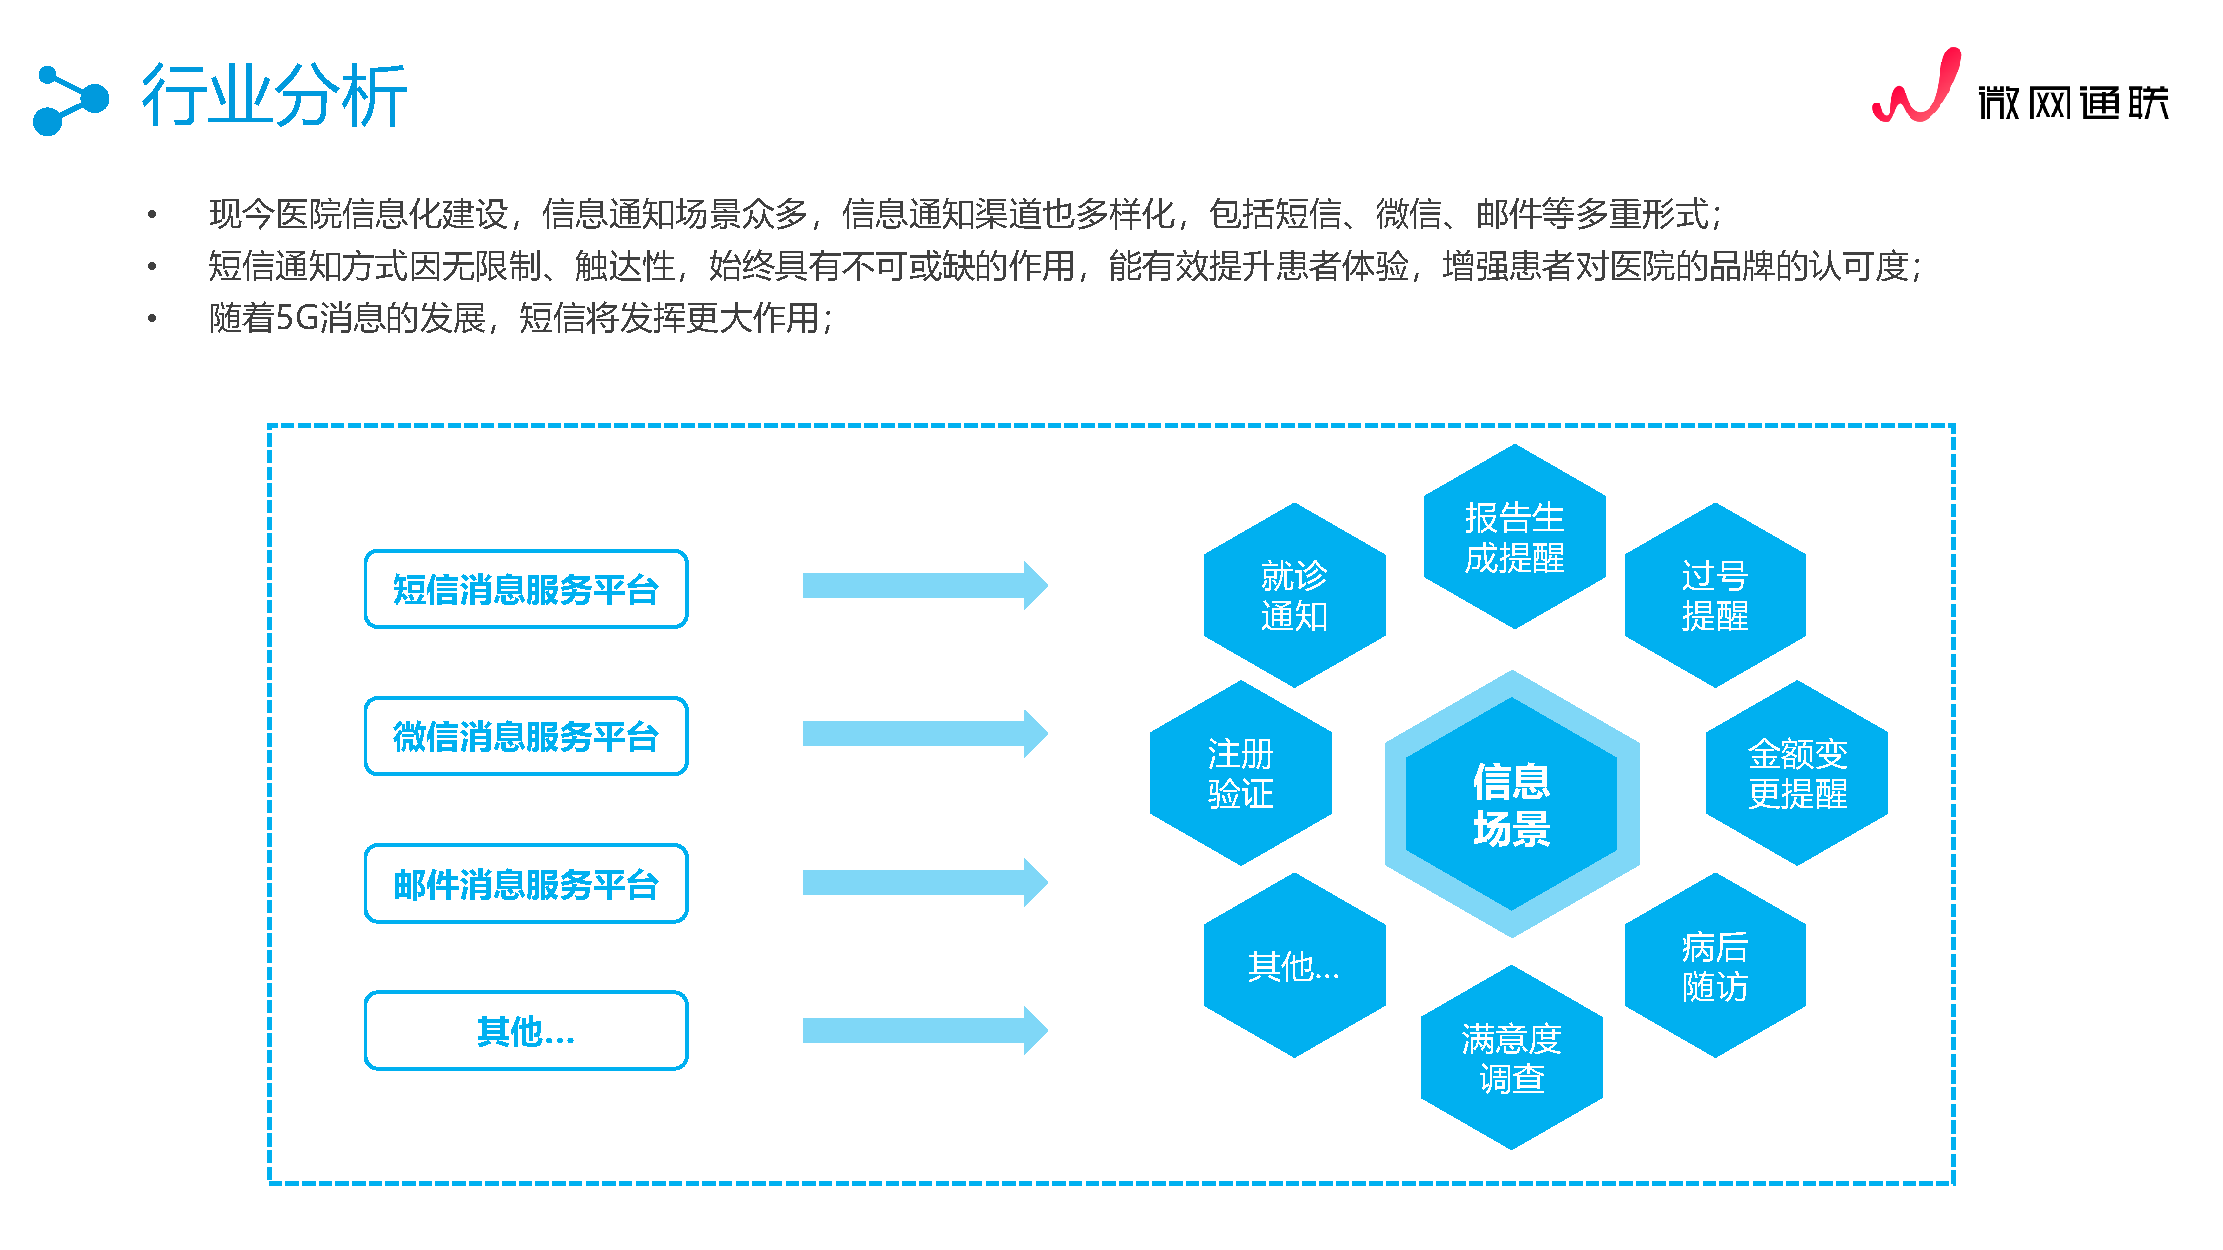 行业分析
微网通联
• 现今医院信息化建设，信息通知场景众多，信息通知渠道也多样化，包括短信、微信、邮件等多重形式；
• 短信通知方式因无限制、触达性，始终具有不可或缺的作用，能有效提升患者体验，增强患者对医院的品牌的认可度；
• 随着5G消息的发展，短信将发挥更大作用；
短信消息服务平台
微信消息服务平台
邮件消息服务平台
其他...
报告生
成提醒
就诊
通知
过号
提醒
注册
验证
信息
场景
金额变
更提醒
其他...
病后
随访
满意度
调查